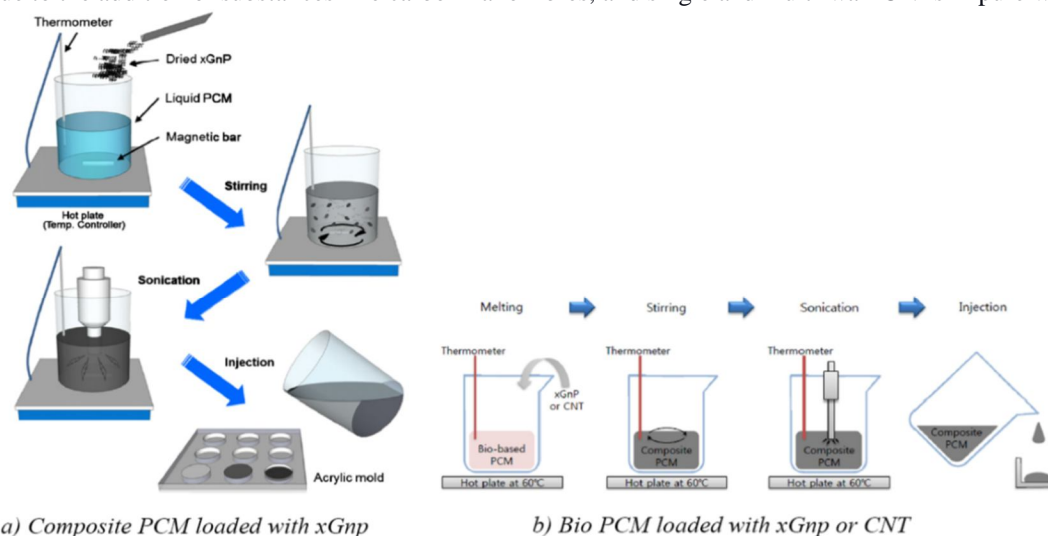 Thermometer
Dried xGnP
Liquid PCM
Magnetic bar
Hot plate
(Temp. Controller)
Stirring
Sonication
Injection
Acrylic mold
a) Composite PCM loaded with xGnp
Melting
Stirring
Sonication
Injection
Thermometer
Thermometer
Thermometer
xGnP
or CNT
Bio-based
PCM
Composite
PCM
Composite
PCM
Composite
PCM
Hot plate at 60℃
Hot plate at 60℃
Hot plate at 60℃
b) Bio PCM loaded with xGnp or CNT